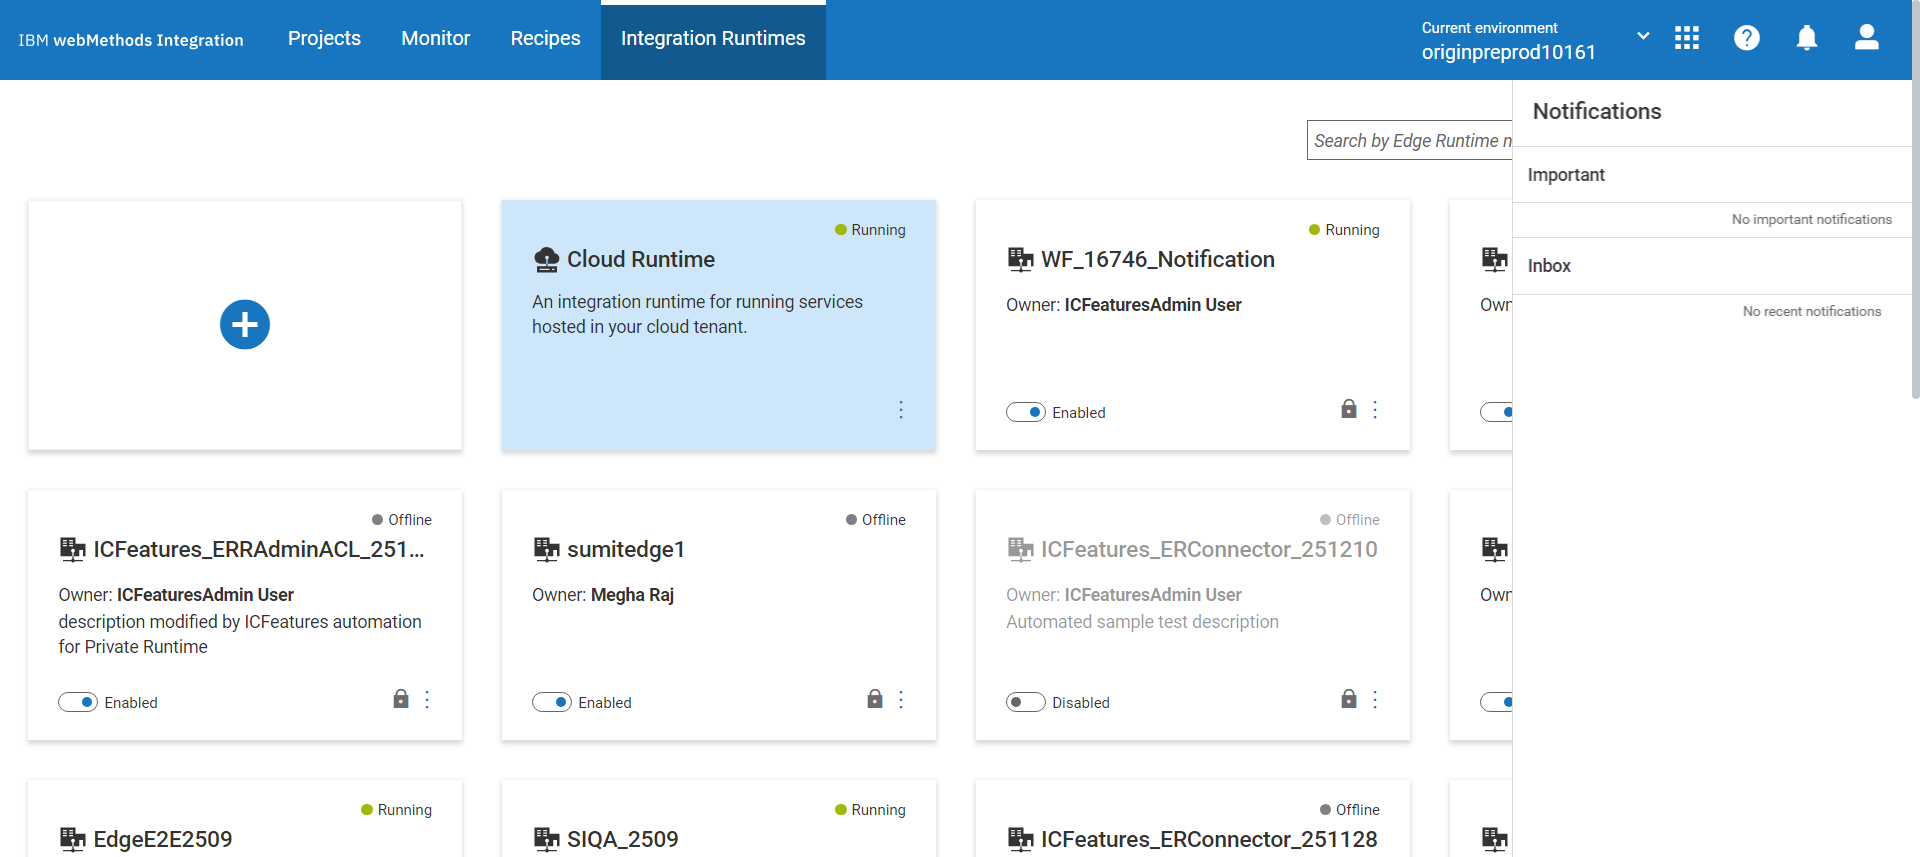 IBM webMethods Integration
Projects
Monitor
Recipes
Integration Runtimes
Current environment
originpreprod10161
Notifications
Important
No important notifications
Inbox
No recent notifications
Search by Edge Runtime n
Running
Cloud Runtime
An integration runtime for running services
hosted in your cloud tenant.
Running
WF_16746_Notification
Owner: ICFeaturesAdmin User
Enabled
Own
Offline
ICFeatures_ERRAdminACL_251...
Owner: ICFeaturesAdmin User
description modified by ICFeatures automation
for Private Runtime
Enabled
Offline
sumitedge1
Owner: Megha Raj
Enabled
Offline
ICFeatures_ERConnector_251210
Owner: ICFeaturesAdmin User
Automated sample test description
Disabled
Own
Running
EdgeE2E2509
Running
SIQA_2509
Offline
ICFeatures_ERConnector_251128